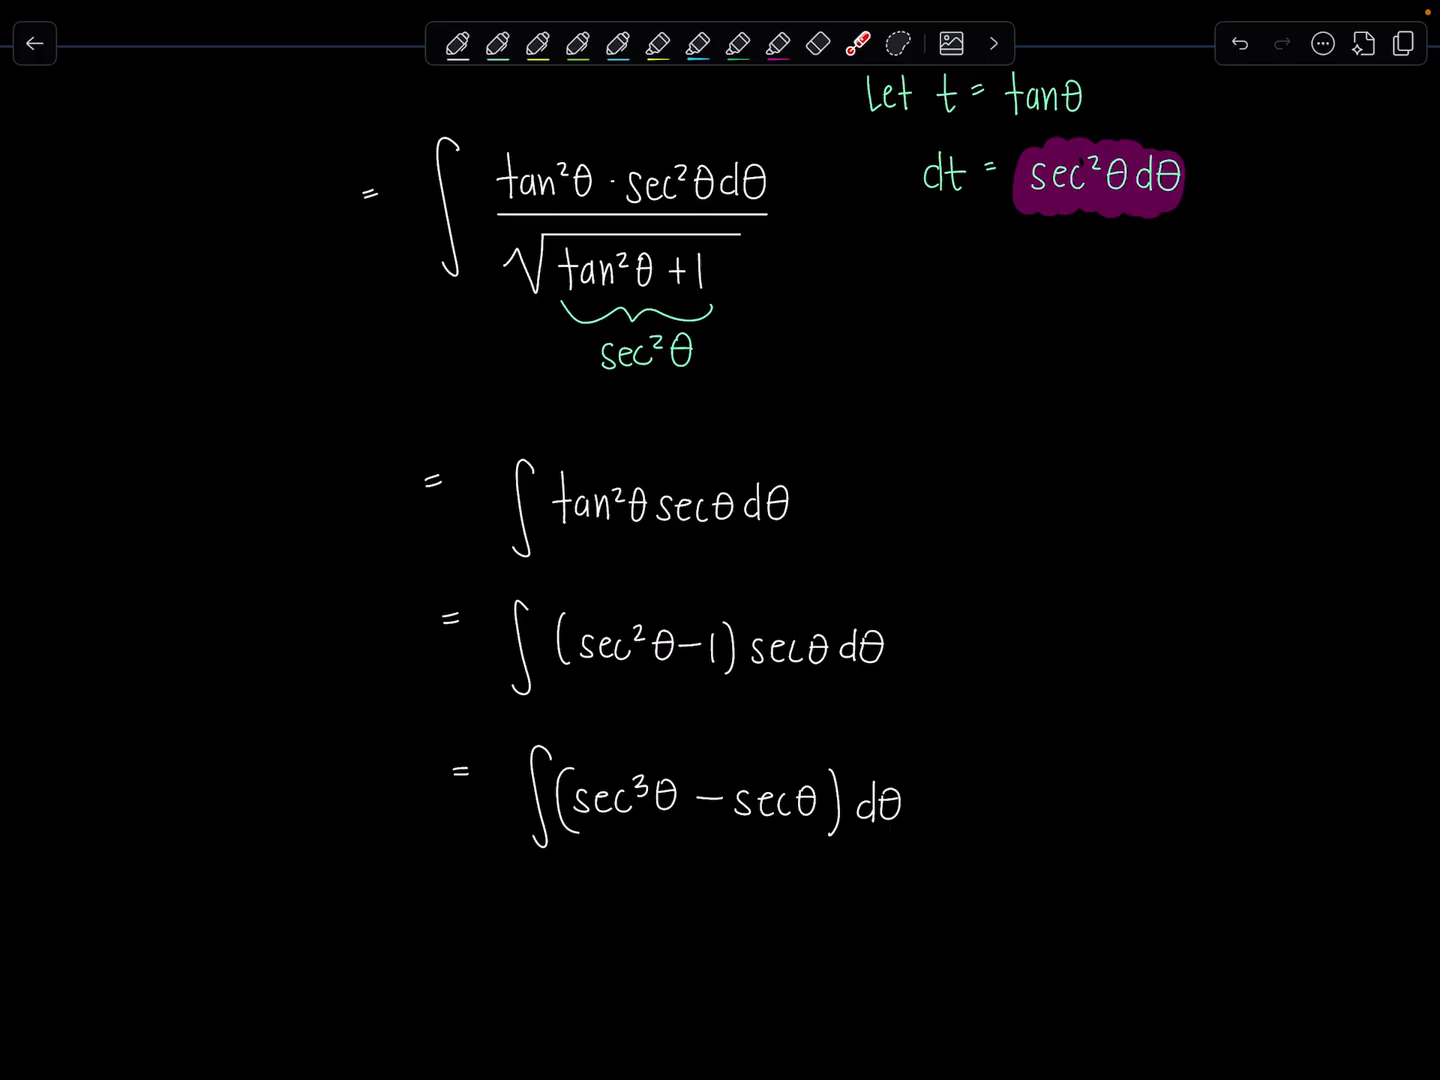 Let t = tanθ
dt = sec²θdθ
= ∫ tan²θ · sec²θdθ
√tan²θ + 1
sec²θ
= ∫ tan²θ secθ dθ
= ∫ (sec²θ − 1) secθ dθ
= ∫ (sec³θ − secθ) dθ